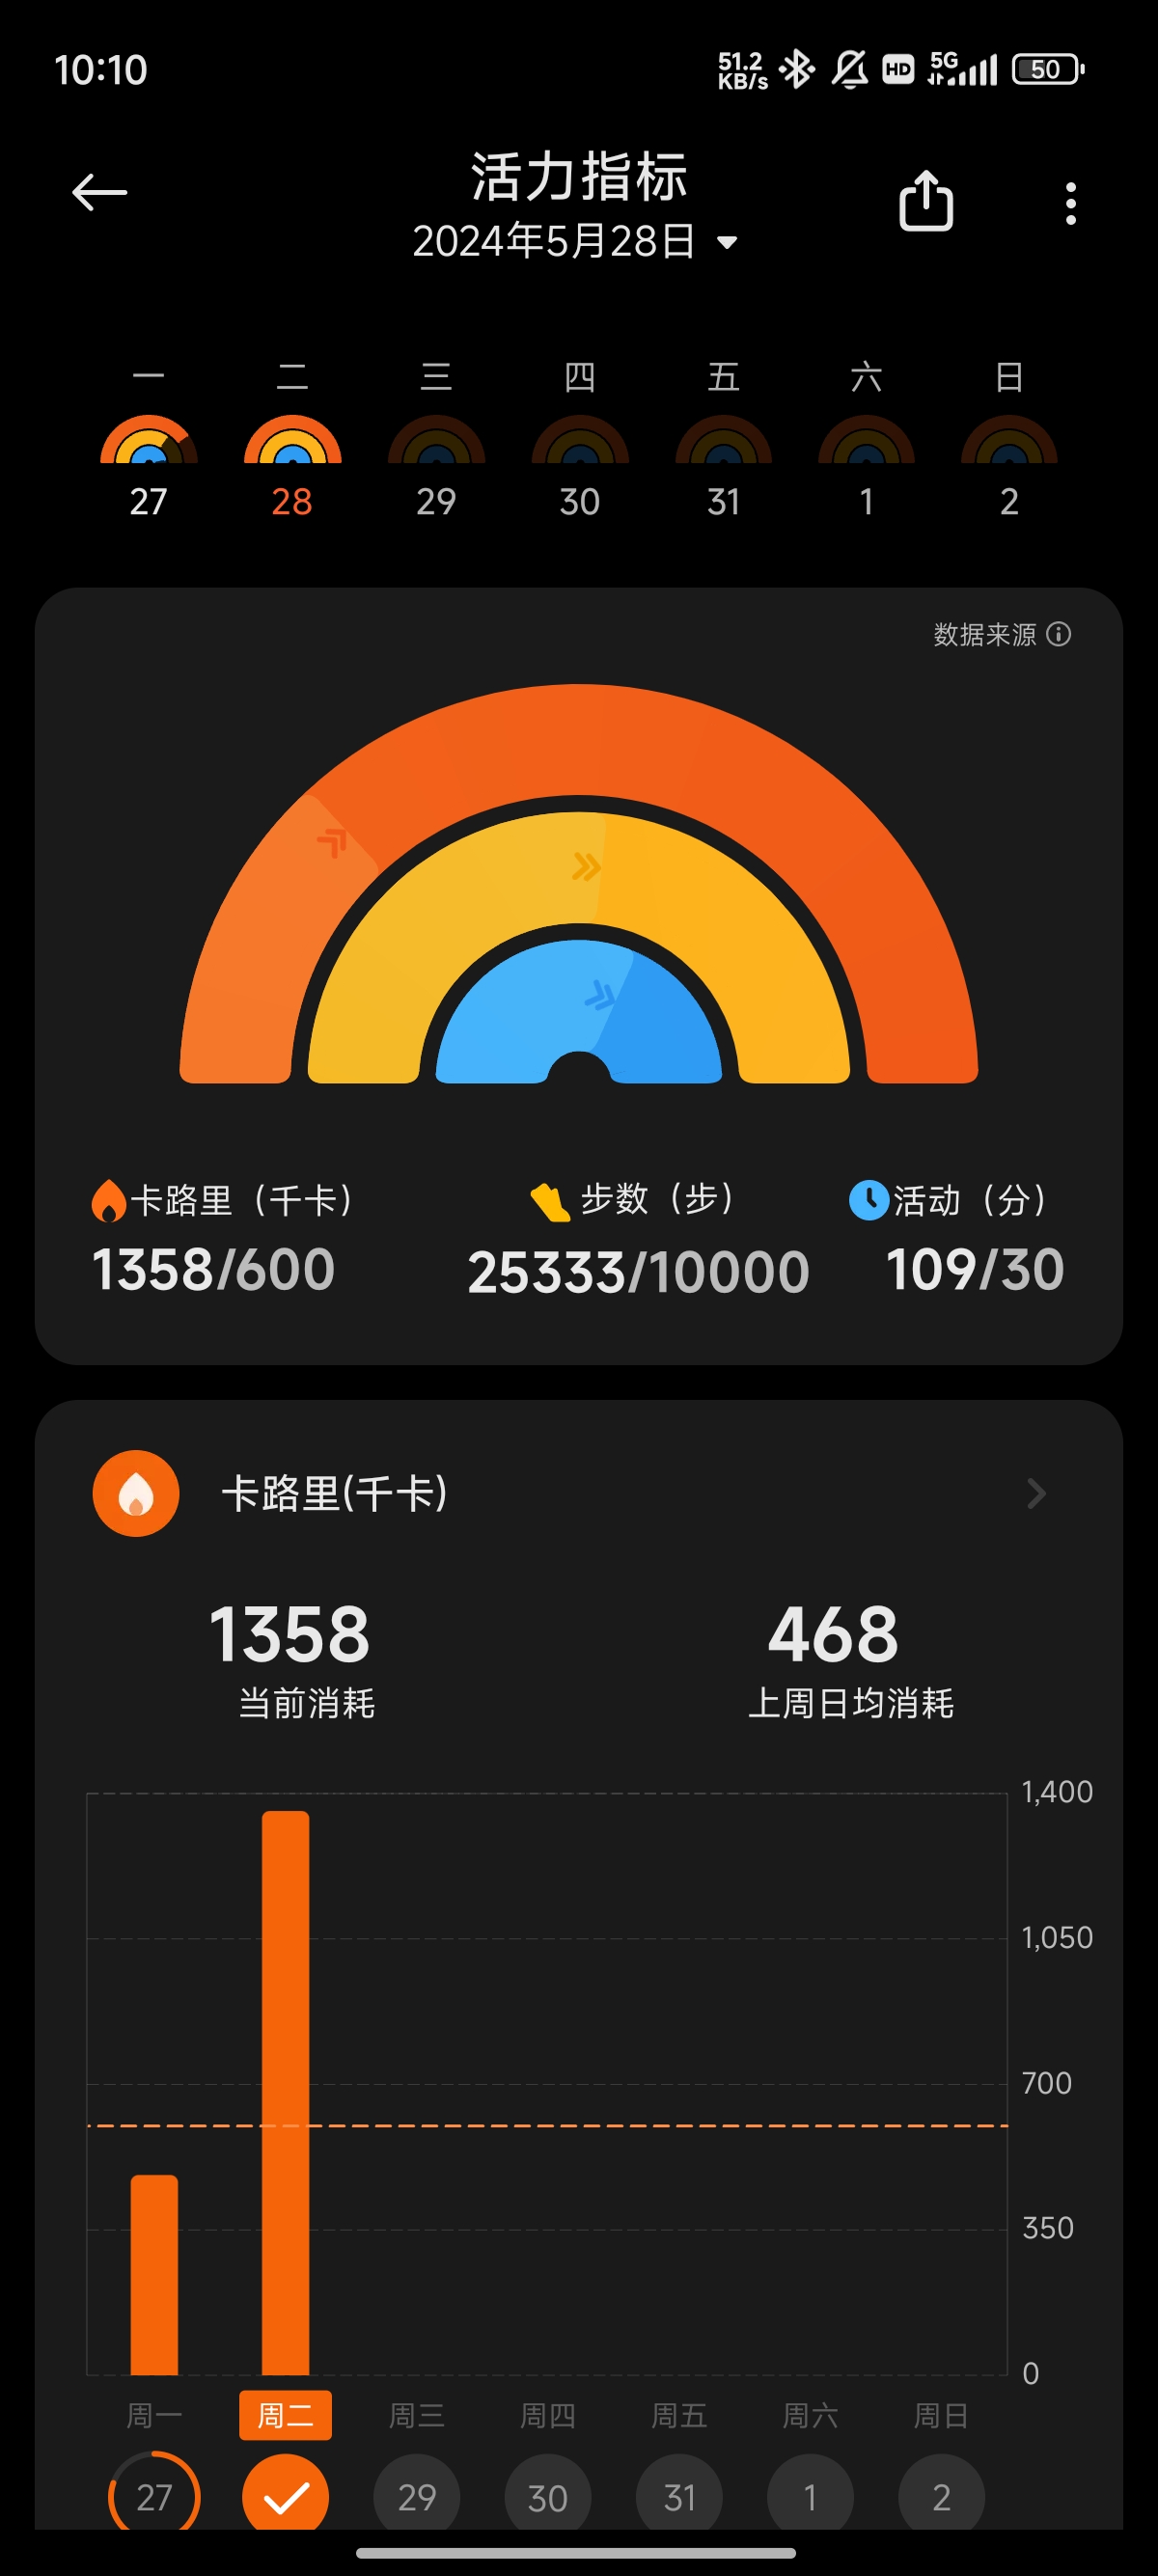 10:10 51.2 KB/s HD 5G 50
活力指标
2024年5月28日
一 二 三 四 五 六 日
27 28 29 30 31 1 2
数据来源
卡路里（千卡） 步数（步） 活动（分）
1358/600 25333/10000 109/30
卡路里(千卡)
1358 468
当前消耗 上周日均消耗
1,400
1,050
700
350
0
周一 周二 周三 周四 周五 周六 周日
27 29 30 31 1 2